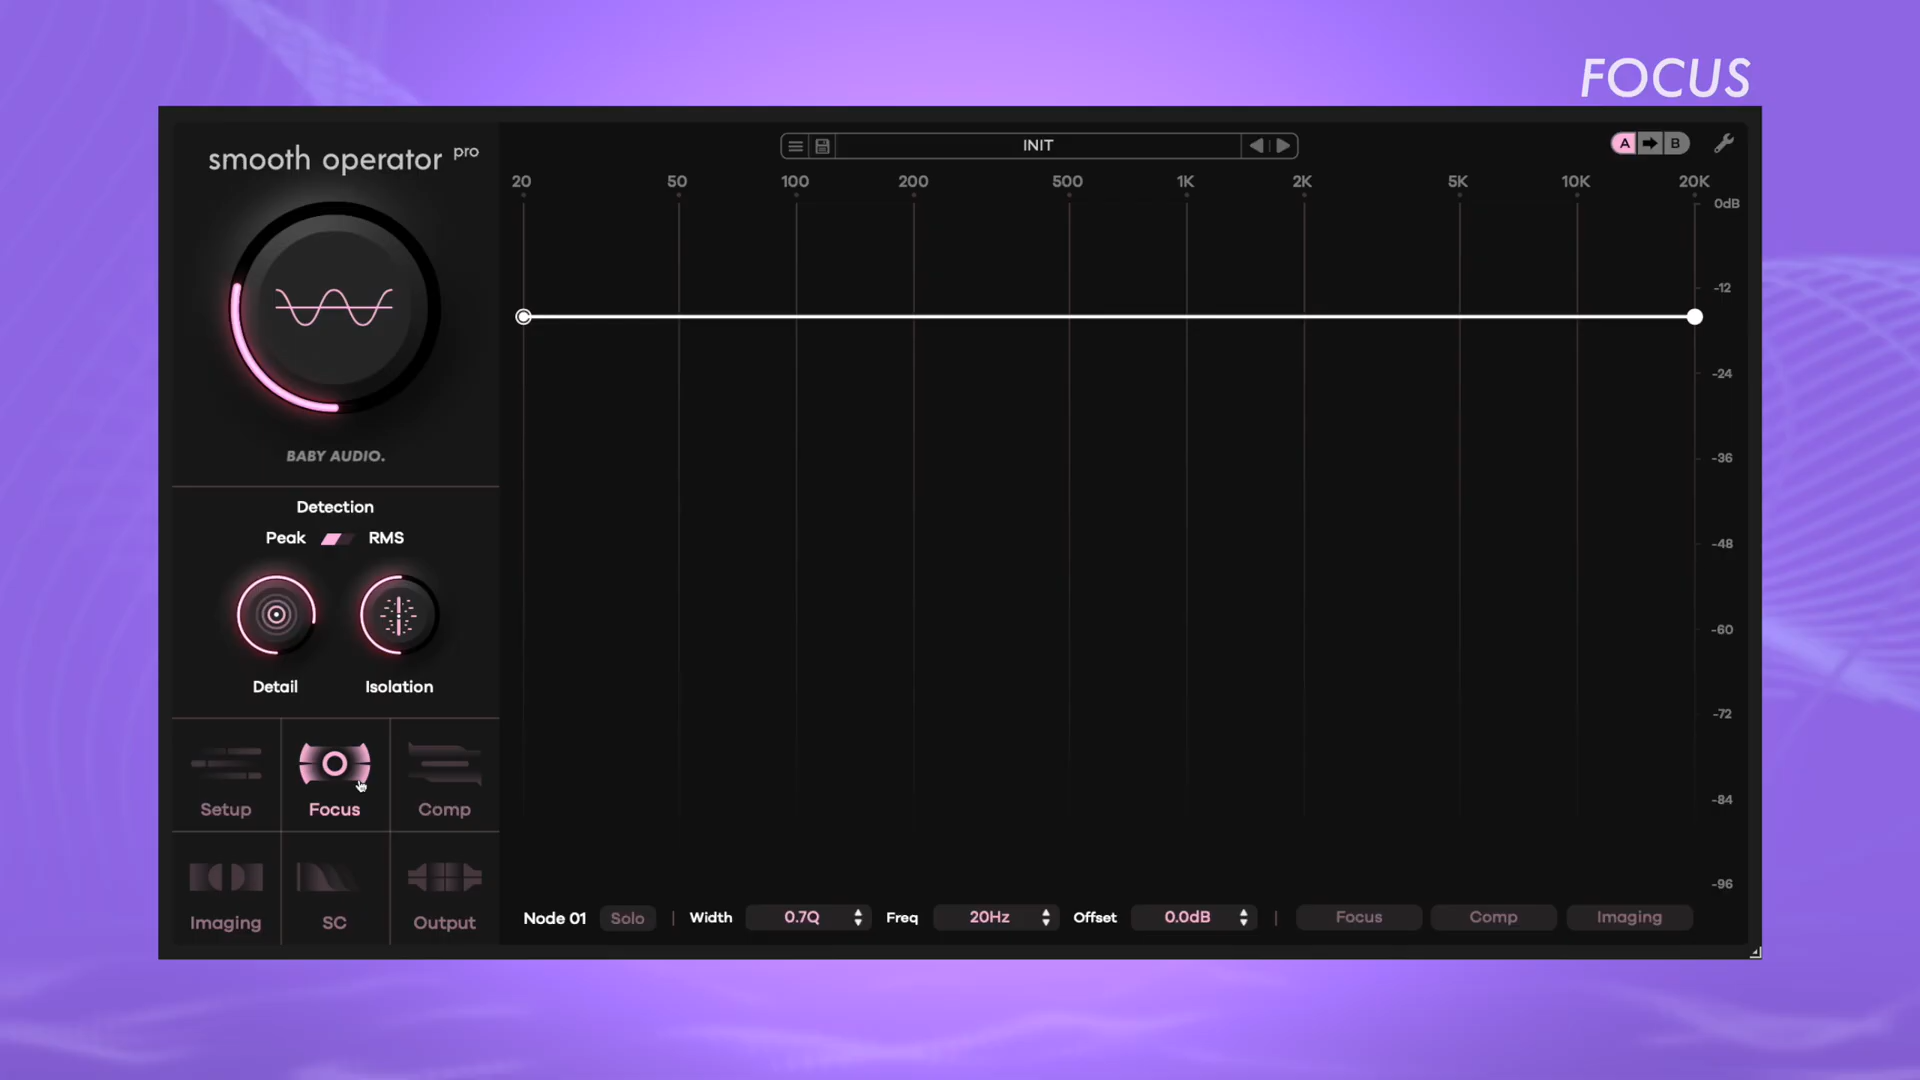 FOCUS
smooth operator pro
INIT
A B
20 50 100 200 500 1K 2K 5K 10K 20K
0dB
-12
-24
-36
-48
-60
-72
-84
-96
BABY AUDIO.
Detection
Peak RMS
Detail Isolation
Setup Focus Comp
Imaging SC Output
Node 01 Solo | Width 0.7Q Freq 20Hz Offset 0.0dB | Focus Comp Imaging